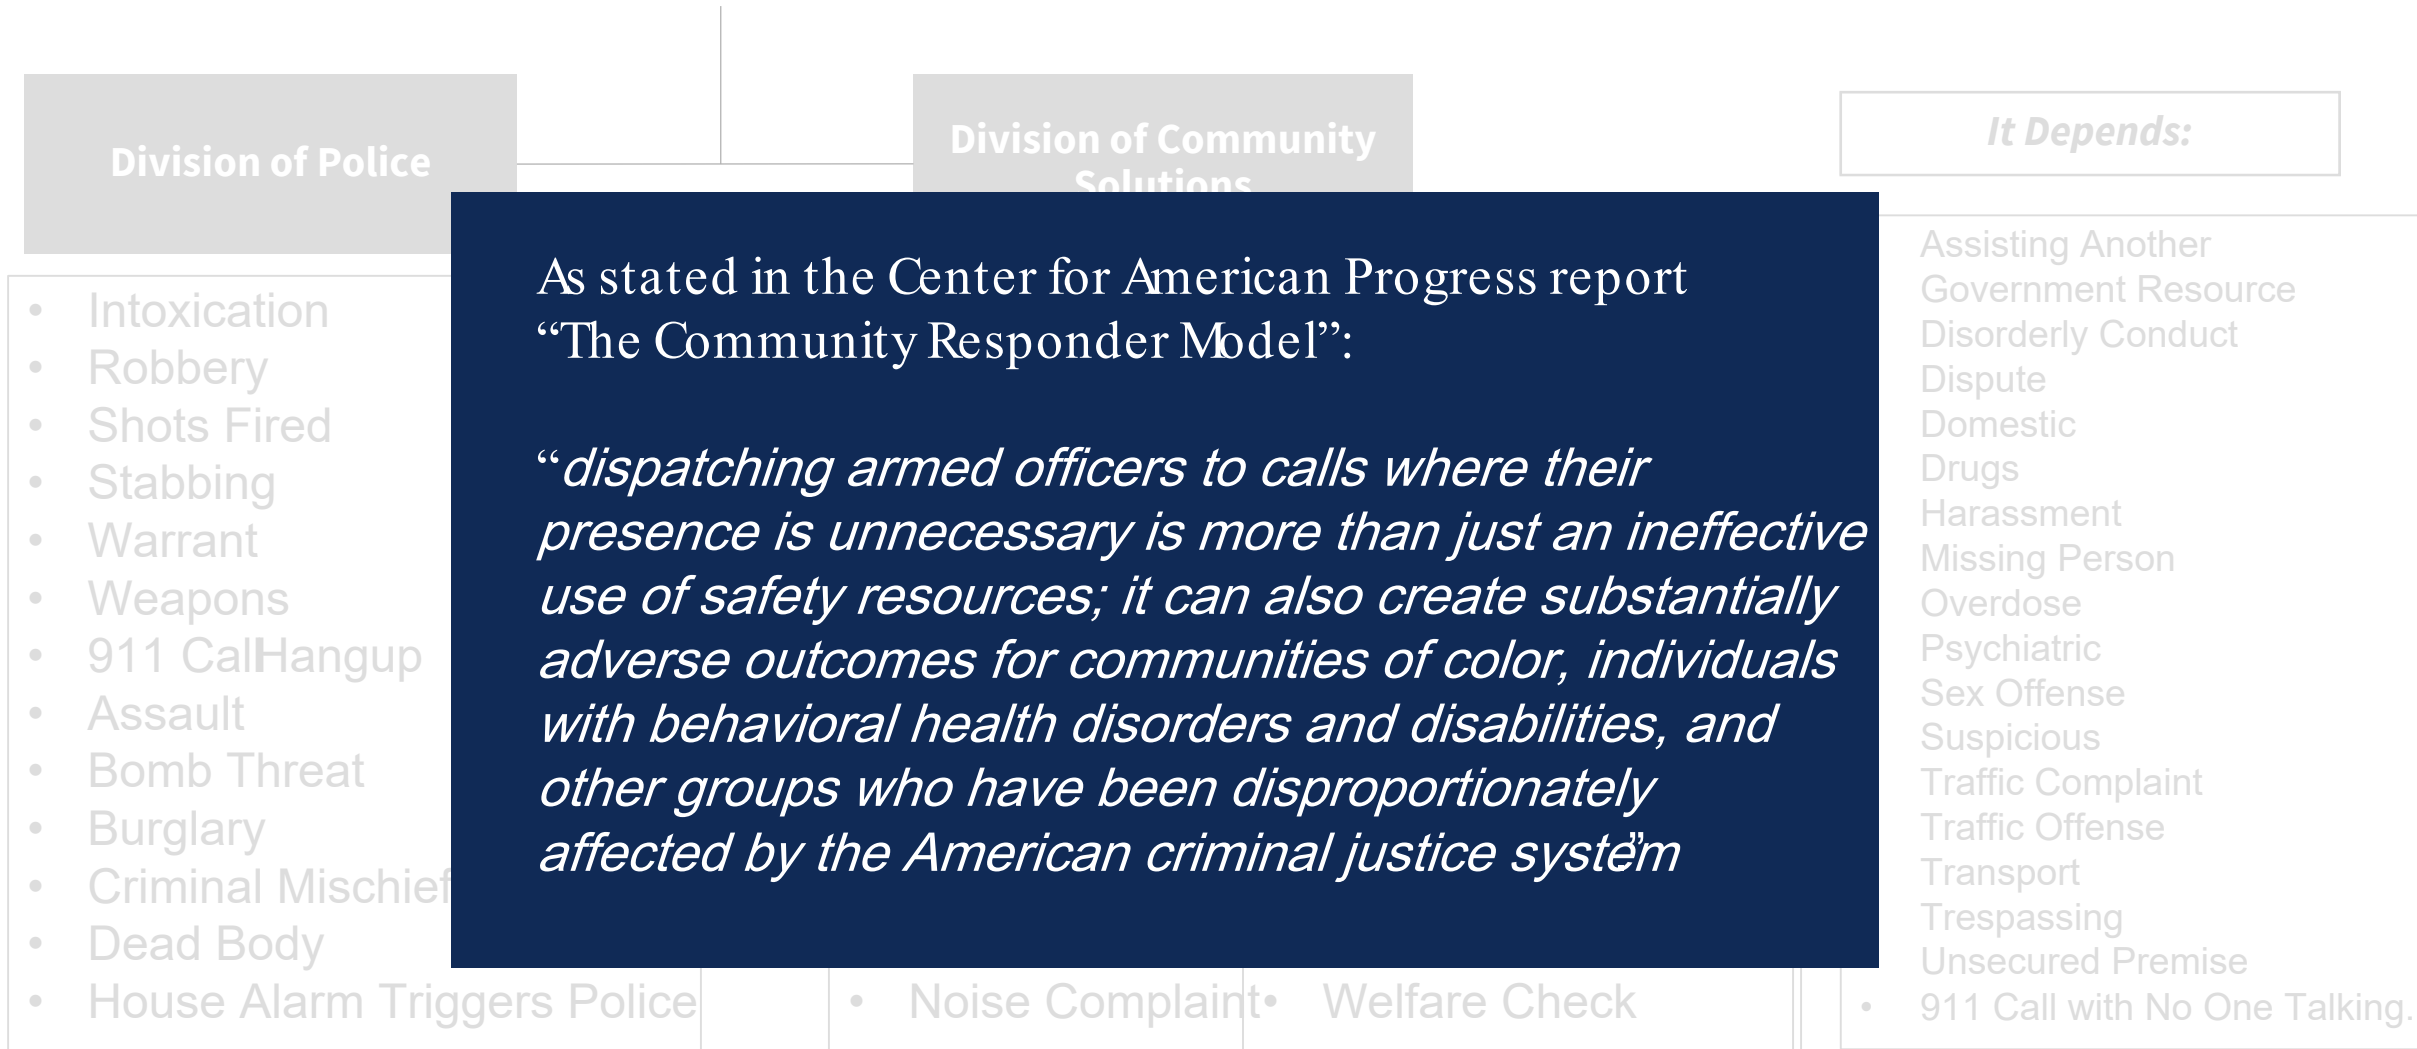 Division of Police
Division of Community
Solutions
It Depends:
• Intoxication
• Robbery
• Shots Fired
• Stabbing
• Warrant
• Weapons
• 911 Call Hangup
• Assault
• Bomb Threat
• Burglary
• Criminal Mischief
• Dead Body
• House Alarm Triggers Police
As stated in the Center for American Progress report
“The Community Responder Model”:
“dispatching armed officers to calls where their
presence is unnecessary is more than just an ineffective
use of safety resources; it can also create substantially
adverse outcomes for communities of color, individuals
with behavioral health disorders and disabilities, and
other groups who have been disproportionately
affected by the American criminal justice system”
• Noise Complaint
• Welfare Check
Assisting Another
Government Resource
Disorderly Conduct
Dispute
Domestic
Drugs
Harassment
Missing Person
Overdose
Psychiatric
Sex Offense
Suspicious
Traffic Complaint
Traffic Offense
Transport
Trespassing
Unsecured Premise
• 911 Call with No One Talking.